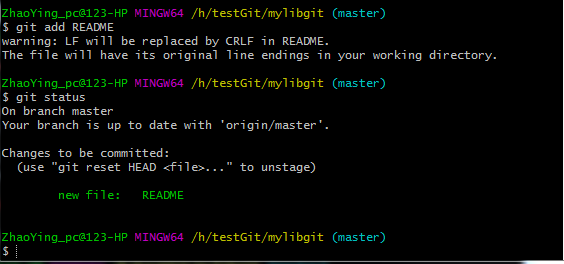 ZhaoYing_pc@123-HP MINGW64 /h/testGit/mylibgit (master)
$ git add README
warning: LF will be replaced by CRLF in README.
The file will have its original line endings in your working directory.
ZhaoYing_pc@123-HP MINGW64 /h/testGit/mylibgit (master)
$ git status
On branch master
Your branch is up to date with 'origin/master'.
Changes to be committed:
  (use "git reset HEAD <file>..." to unstage)
        new file:   README
ZhaoYing_pc@123-HP MINGW64 /h/testGit/mylibgit (master)
$